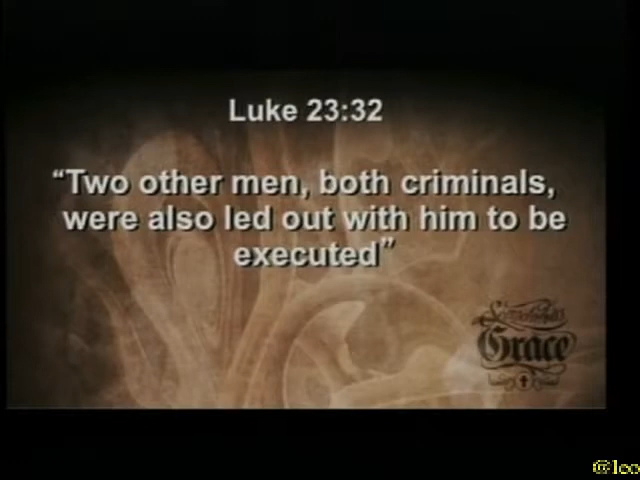 Luke 23:32
“Two other men, both criminals,
were also led out with him to be
executed”
Grace